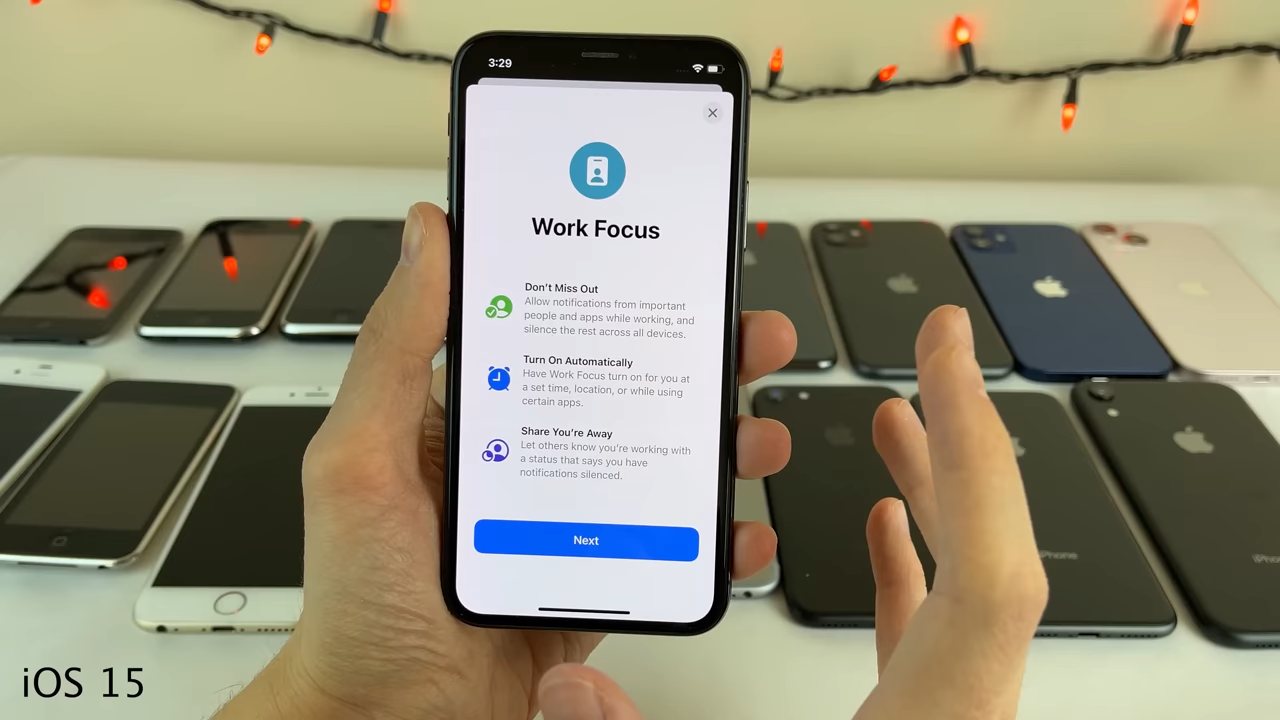 3:29
Work Focus
Don't Miss Out
Allow notifications from important
people and apps while working, and
silence the rest across all devices.
Turn On Automatically
Have Work Focus turn on for you at
a set time, location, or while using
certain apps.
Share You're Away
Let others know you're working with
a status that says you have
notifications silenced.
Next
iPhone
iOS 15